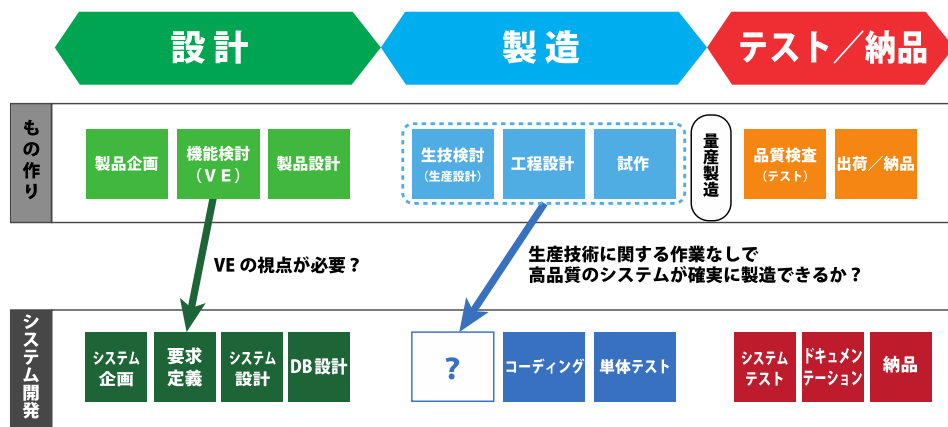 設計
製造
テスト／納品
もの作り
製品企画
機能検討
（ＶＥ）
製品設計
生技検討
（生産設計）
工程設計
試作
量産製造
品質検査
（テスト）
出荷／納品
VEの視点が必要？
生産技術に関する作業なしで
高品質のシステムが確実に製造できるか？
システム開発
システム
企画
要求
定義
システム
設計
DB設計
？
コーディング
単体テスト
システム
テスト
ドキュメン
テーション
納品